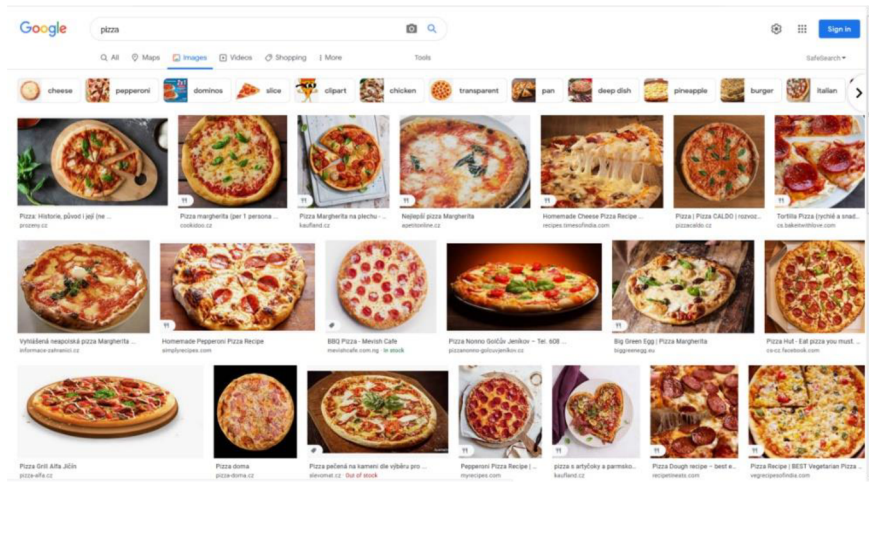 Google
pizza
Sign in
All Maps Images Videos Shopping More Tools SafeSearch
cheese pepperoni dominos slice clipart chicken transparent pan deep dish pineapple burger italian
Pizza: Historie, původ i její (ne ...
prozeny.cz
Pizza margherita (per 1 persona ...
cookidoo.cz
Pizza Margherita na plechu - ...
kaufland.cz
Nejlepší pizza Margherita
apetitonline.cz
Homemade Cheese Pizza Recipe ...
recipes.timesofindia.com
Pizza | Pizza CALDO | rozvoz...
pizzacaldo.cz
Tortilla Pizza (rychlé a snad...
cs.bakeitwithlove.com
Vyhlášená neapolská pizza Margherita ...
informace-zahranici.cz
Homemade Pepperoni Pizza Recipe
simplyrecipes.com
BBQ Pizza - Mevish Cafe
mevishcafe.com.ng · In stock
Pizza Nonno Golčův Jeníkov – Tel. 608 ...
pizzanonno-golcuvjenikov.cz
Big Green Egg | Pizza Margherita
biggreenegg.eu
Pizza Hut - Eat pizza you must. ...
cs-cz.facebook.com
Pizza Grill Alfa Jičín
pizza-alfa.cz
Pizza doma
pizza-doma.cz
Pizza pečená na kameni dle výběru pro ...
slevomat.cz · Out of stock
Pepperoni Pizza Recipe | ...
myrecipes.com
pizza s artyčoky a parmsko...
kaufland.cz
Pizza Dough recipe – best e...
recipetineats.com
Pizza Recipe | BEST Vegetarian Pizza ...
vegrecipesofindia.com